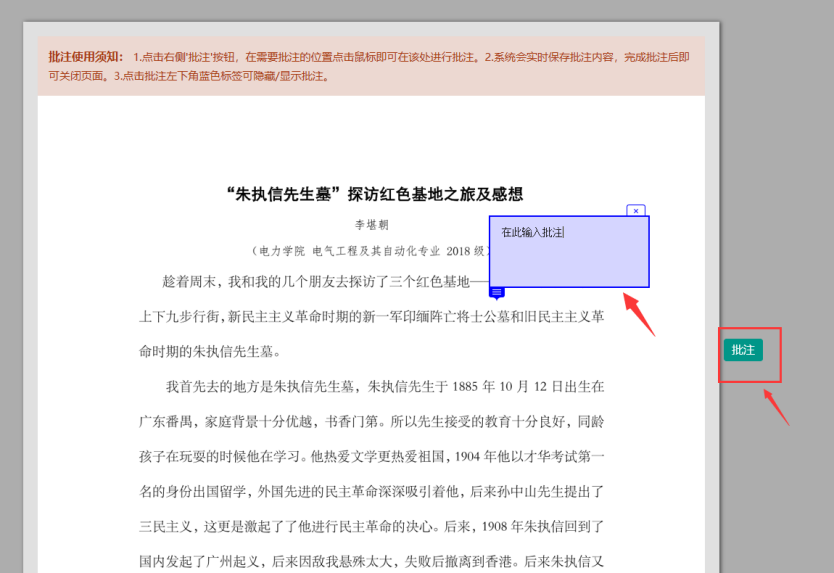 批注使用须知： 1.点击右侧'批注'按钮，在需要批注的位置点击鼠标即可在该处进行批注。2.系统会实时保存批注内容，完成批注后即
可关闭页面。3.点击批注左下角蓝色标签可隐藏/显示批注。
“朱执信先生墓”探访红色基地之旅及感想
李堪朝
在此输入批注
（电力学院 电气工程及其自动化专业 2018 级）
趁着周末，我和我的几个朋友去探访了三个红色基地—
上下九步行街，新民主主义革命时期的新一军印缅阵亡将士公墓和旧民主主义革
命时期的朱执信先生墓。
批注
我首先去的地方是朱执信先生墓，朱执信先生于 1885 年 10 月 12 日出生在
广东番禺，家庭背景十分优越，书香门第。所以先生接受的教育十分良好，同龄
孩子在玩耍的时候他在学习。他热爱文学更热爱祖国，1904 年他以才华考试第一
名的身份出国留学，外国先进的民主革命深深吸引着他，后来孙中山先生提出了
三民主义，这更是激起了了他进行民主革命的决心。后来，1908 年朱执信回到了
国内发起了广州起义，后来因敌我悬殊太大，失败后撤离到香港。后来朱执信又